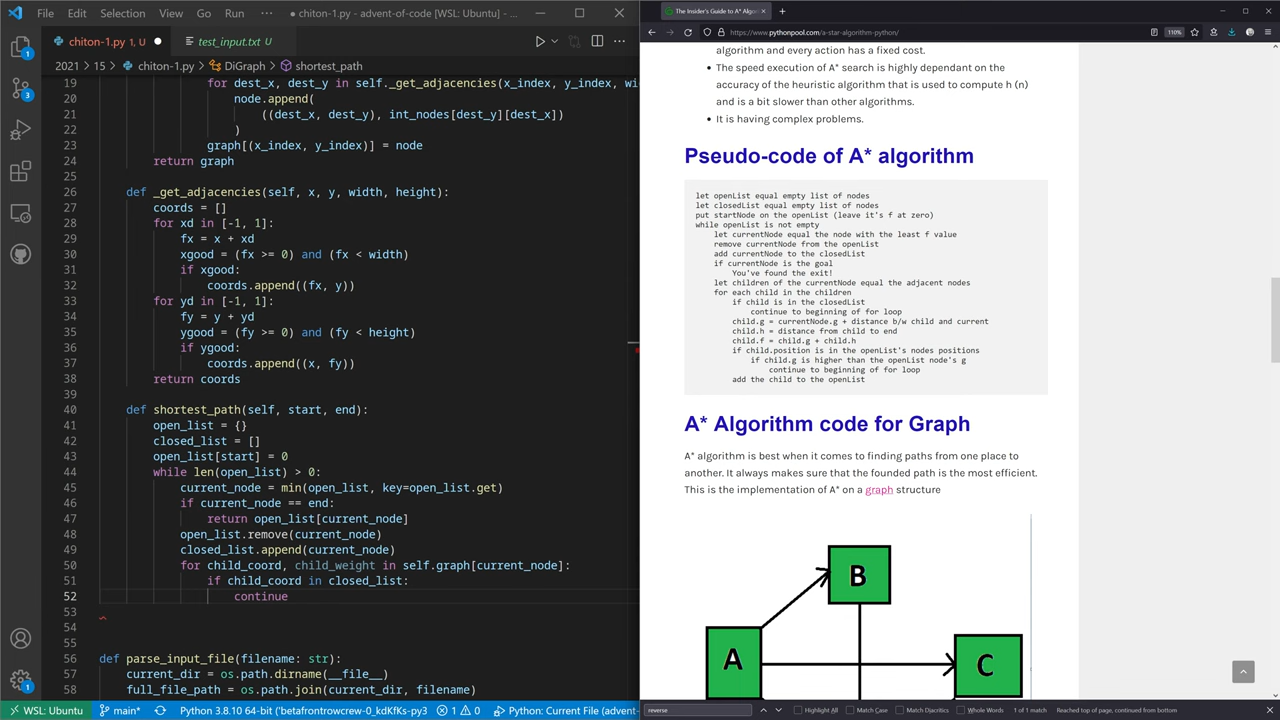 File Edit Selection View Go Run ··· ● chiton-1.py - advent-of-code [WSL: Ubuntu] - ...
chiton-1.py 1 ● test_input.txt
2021 > 15 > chiton-1.py > DiGraph > shortest_path
19 for dest_x, dest_y in self._get_adjacencies(x_index, y_index, wi
20 node.append(
21 ((dest_x, dest_y), int_nodes[dest_y][dest_x])
22 )
23 graph[(x_index, y_index)] = node
24 return graph
25
26 def _get_adjacencies(self, x, y, width, height):
27 coords = []
28 for xd in [-1, 1]:
29 fx = x + xd
30 xgood = (fx >= 0) and (fx < width)
31 if xgood:
32 coords.append((fx, y))
33 for yd in [-1, 1]:
34 fy = y + yd
35 ygood = (fy >= 0) and (fy < height)
36 if ygood:
37 coords.append((x, fy))
38 return coords
39
40 def shortest_path(self, start, end):
41 open_list = {}
42 closed_list = []
43 open_list[start] = 0
44 while len(open_list) > 0:
45 current_node = min(open_list, key=open_list.get)
46 if current_node == end:
47 return open_list[current_node]
48 open_list.remove(current_node)
49 closed_list.append(current_node)
50 for child_coord, child_weight in self.graph[current_node]:
51 if child_coord in closed_list:
52 continue
53
54
55
56 def parse_input_file(filename: str):
57 current_dir = os.path.dirname(__file__)
58 full_file_path = os.path.join(current_dir, filename)
1
3
1
WSL: Ubuntu main* Python 3.8.10 64-bit ('betafrontrowcrew-0_kdKfKs-py3 1 0 Python: Current File (advent-of
The Insider's Guide to A* Algo
https://www.pythonpool.com/a-star-algorithm-python/ 110%
algorithm and every action has a fixed cost.
• The speed execution of A* search is highly dependant on the
accuracy of the heuristic algorithm that is used to compute h (n)
and is a bit slower than other algorithms.
• It is having complex problems.
Pseudo-code of A* algorithm
let openList equal empty list of nodes
let closedList equal empty list of nodes
put startNode on the openList (leave it's f at zero)
while openList is not empty
let currentNode equal the node with the least f value
remove currentNode from the openList
add currentNode to the closedList
if currentNode is the goal
You've found the exit!
let children of the currentNode equal the adjacent nodes
for each child in the children
if child is in the closedList
continue to beginning of for loop
child.g = currentNode.g + distance b/w child and current
child.h = distance from child to end
child.f = child.g + child.h
if child.position is in the openList's nodes positions
if child.g is higher than the openList node's g
continue to beginning of for loop
add the child to the openList
A* Algorithm code for Graph
A* algorithm is best when it comes to finding paths from one place to
another. It always makes sure that the founded path is the most efficient.
This is the implementation of A* on a graph structure
B
A
C
reverse Highlight All Match Case Match Diacritics Whole Words 1 of 1 match Reached top of page, continued from bottom